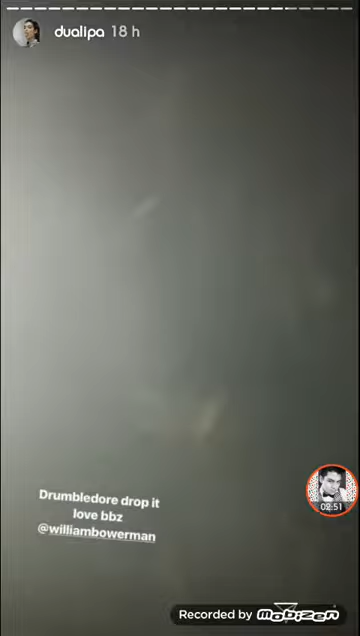 dualipa 18 h
Drumbledore drop it
love bbz
@williambowerman
02:51
Recorded by Mobizen